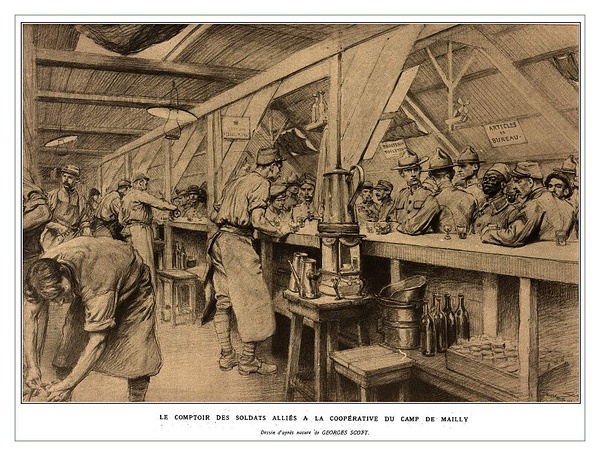 ARTICLES
DE
BUREAU
LE COMPTOIR DES SOLDATS ALLIÉS A LA COOPÉRATIVE DU CAMP DE MAILLY
Dessin d'après nature de GEORGES SCOTT.